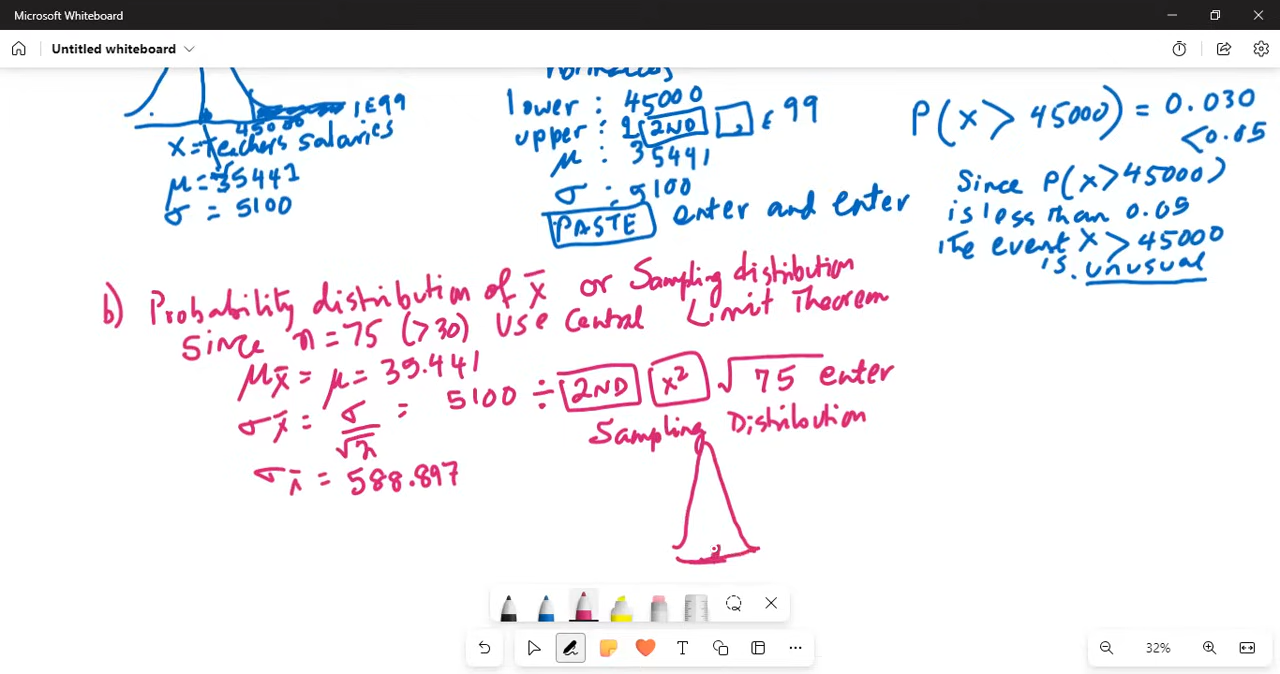 Microsoft Whiteboard
Untitled whiteboard
1E99
45000
x = Teachers salaries
μ = 35441
σ = 5100
lower : 45000
upper : 1 2ND , E 99
μ : 35441
σ : 5100
PASTE enter and enter
P(x > 45000) = 0.030
< 0.05
Since P(x > 45000)
is less than 0.05
the event x > 45000
is unusual
b) Probability distribution of x̄ or Sampling distribution
Since n = 75 (> 30) Use Central Limit Theorem
μx̄ = μ = 35.441
σx̄ = σ/√n = 5100 ÷ 2ND x² √75 enter
σx̄ = 588.897
Sampling Distribution
32%